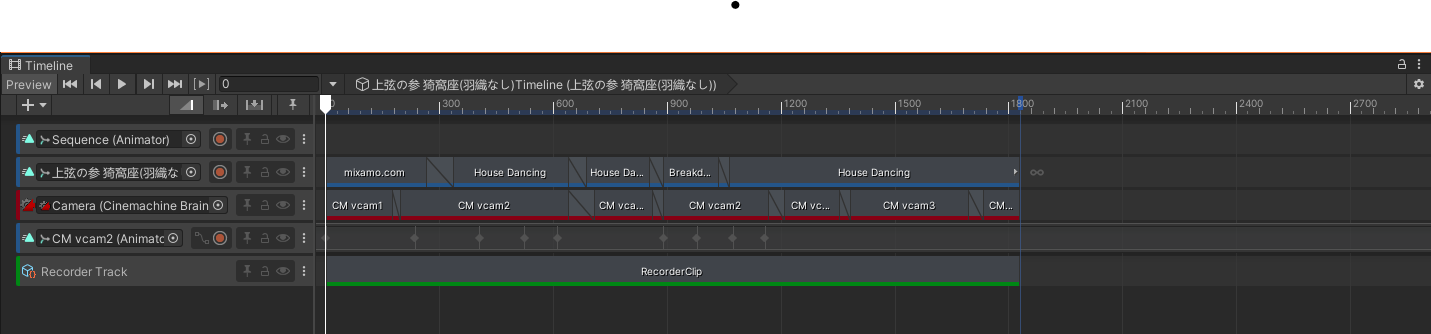 Timeline
Preview 0 上弦の参 猗窩座(羽織なし)Timeline (上弦の参 猗窩座(羽織なし))
0 300 600 900 1200 1500 1800 2100 2400 2700
Sequence (Animator)
上弦の参 猗窩座(羽織な mixamo.com House Dancing House Da... Breakd... House Dancing
Camera (Cinemachine Brain CM vcam1 CM vcam2 CM vca... CM vcam2 CM vc... CM vcam3 CM...
CM vcam2 (Animato
Recorder Track RecorderClip